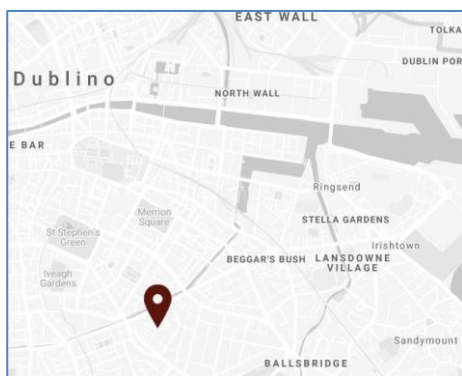 EAST WALL
TOLKA
Dublino
DUBLIN POR
NORTH WALL
E BAR
Ringsend
Merrion
Square
STELLA GARDENS
St Stephen's
Green
Irishtown
BEGGAR'S BUSH
LANSDOWNE
VILLAGE
Iveagh
Gardens
Sandymount
BALLSBRIDGE